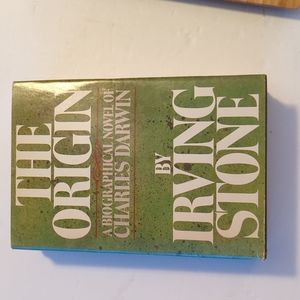 THE
ORIGIN
A BIOGRAPHICAL NOVEL OF
CHARLES DARWIN
BY
IRVING
STONE